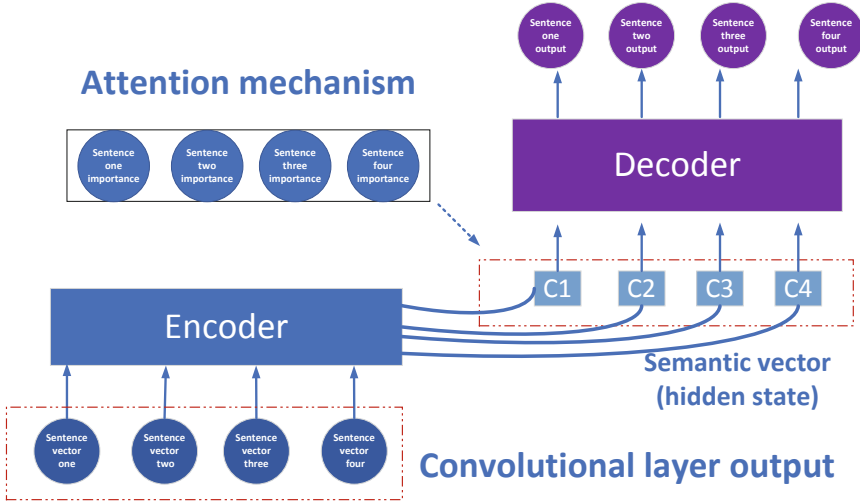 Sentence
one
output
Sentence
two
output
Sentence
three
output
Sentence
four
output
Attention mechanism
Sentence
one
importance
Sentence
two
importance
Sentence
three
importance
Sentence
four
importance
Decoder
C1
C2
C3
C4
Encoder
Semantic vector
(hidden state)
Sentence
vector
one
Sentence
vector
two
Sentence
vector
three
Sentence
vector
four
Convolutional layer output